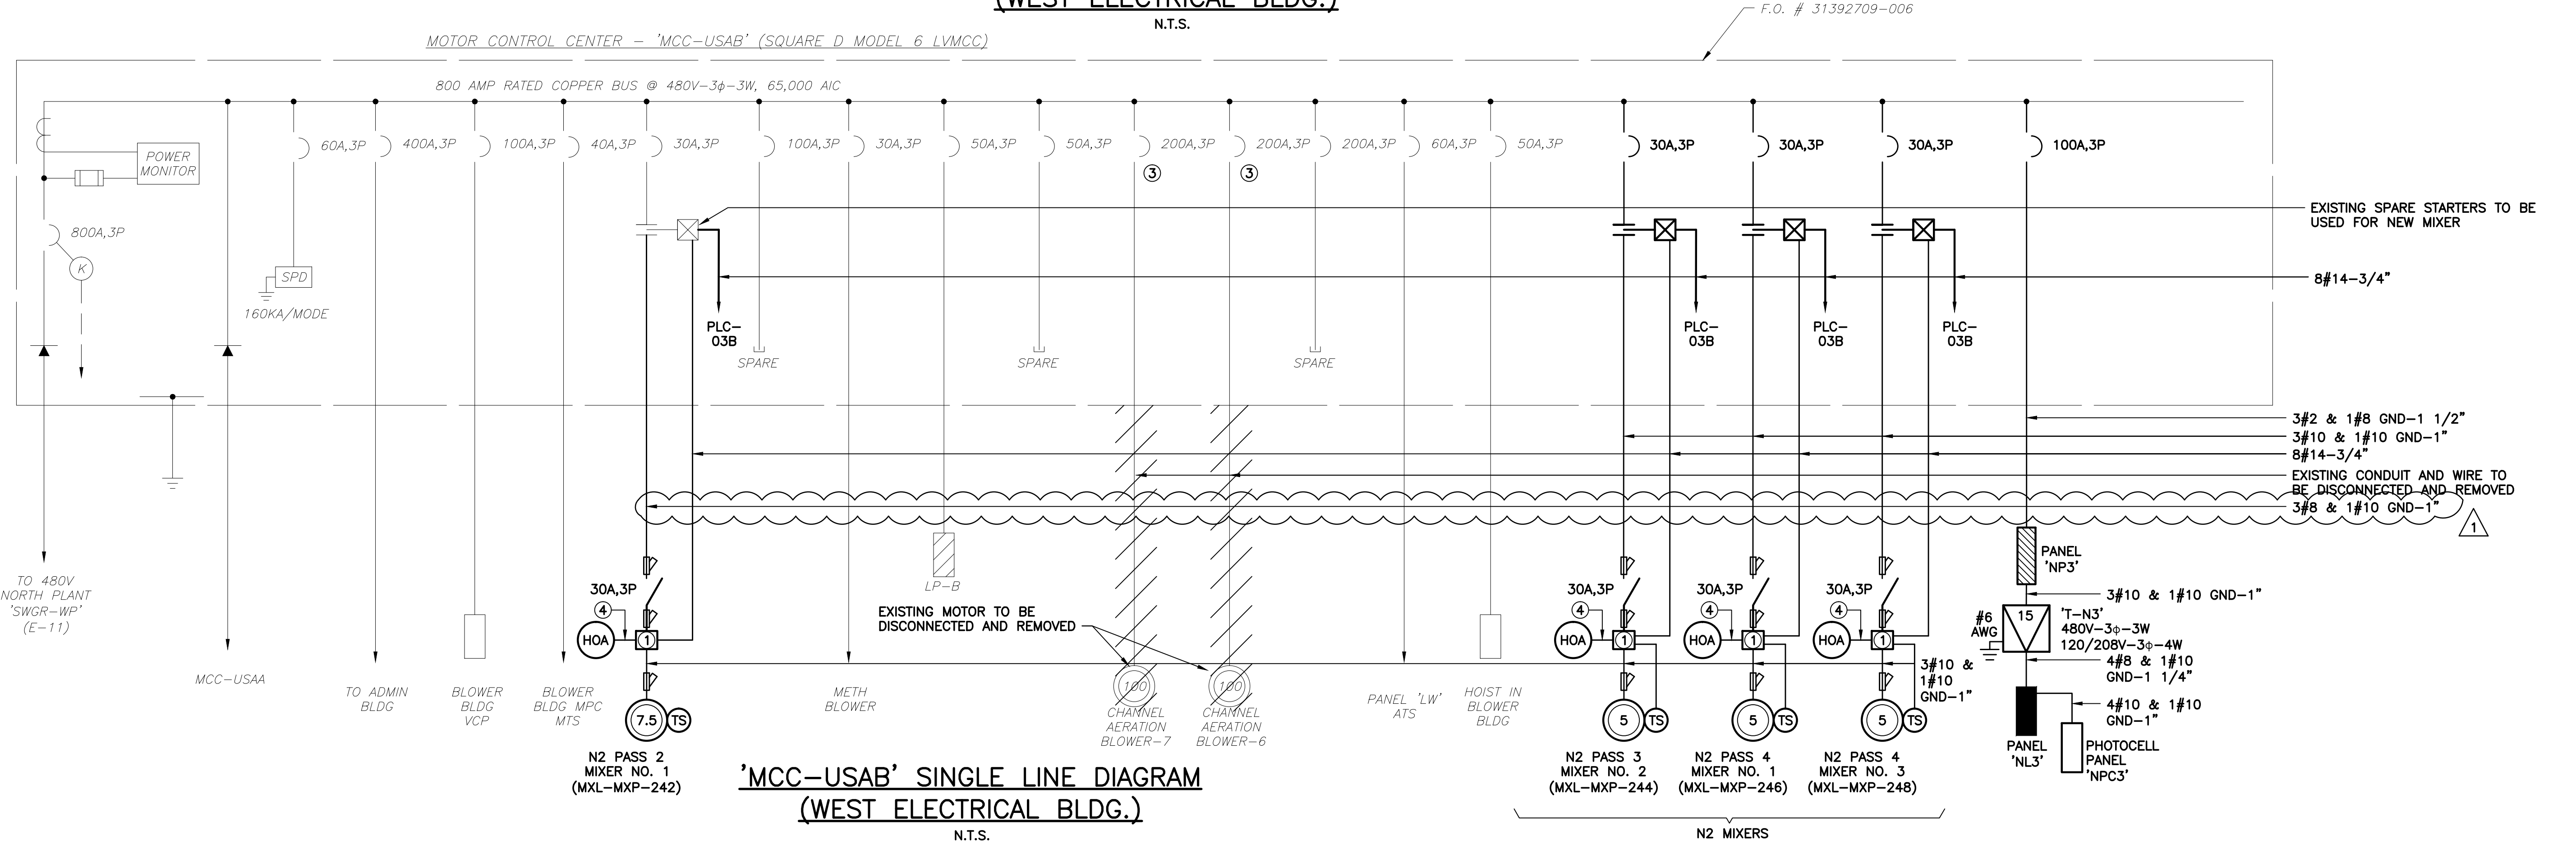 (WEST ELECTRICAL BLDG.)
N.T.S.
F.O. # 31392709-006
MOTOR CONTROL CENTER - 'MCC-USAB' (SQUARE D MODEL 6 LVMCC)
800 AMP RATED COPPER BUS @ 480V-3ϕ-3W, 65,000 AIC
POWER
MONITOR
60A,3P
400A,3P
100A,3P
40A,3P
30A,3P
100A,3P
30A,3P
50A,3P
50A,3P
200A,3P
200A,3P
200A,3P
60A,3P
50A,3P
30A,3P
30A,3P
30A,3P
100A,3P
3
3
800A,3P
K
SPD
160KA/MODE
EXISTING SPARE STARTERS TO BE
USED FOR NEW MIXER
8#14-3/4"
PLC-
03B
PLC-
03B
PLC-
03B
PLC-
03B
SPARE
SPARE
SPARE
3#2 & 1#8 GND-1 1/2"
3#10 & 1#10 GND-1"
8#14-3/4"
EXISTING CONDUIT AND WIRE TO
BE DISCONNECTED AND REMOVED
3#8 & 1#10 GND-1"
1
TO 480V
NORTH PLANT
'SWGR-WP'
(E-11)
MCC-USAA
TO ADMIN
BLDG
BLOWER
BLDG
VCP
BLOWER
BLDG MPC
MTS
30A,3P
4
HOA
1
7.5
TS
N2 PASS 2
MIXER NO. 1
(MXL-MXP-242)
METH
BLOWER
LP-B
EXISTING MOTOR TO BE
DISCONNECTED AND REMOVED
100
CHANNEL
AERATION
BLOWER-7
100
CHANNEL
AERATION
BLOWER-6
PANEL 'LW'
ATS
HOIST IN
BLOWER
BLDG
30A,3P
4
HOA
1
5
TS
N2 PASS 3
MIXER NO. 2
(MXL-MXP-244)
30A,3P
4
HOA
1
5
TS
N2 PASS 4
MIXER NO. 1
(MXL-MXP-246)
30A,3P
4
HOA
1
5
TS
N2 PASS 4
MIXER NO. 3
(MXL-MXP-248)
3#10 &
1#10
GND-1"
N2 MIXERS
PANEL
'NP3'
3#10 & 1#10 GND-1"
#6
AWG
15
'T-N3'
480V-3ϕ-3W
120/208V-3ϕ-4W
4#8 & 1#10
GND-1 1/4"
4#10 & 1#10
GND-1"
PANEL
'NL3'
PHOTOCELL
PANEL
'NPC3'
'MCC-USAB' SINGLE LINE DIAGRAM
(WEST ELECTRICAL BLDG.)
N.T.S.